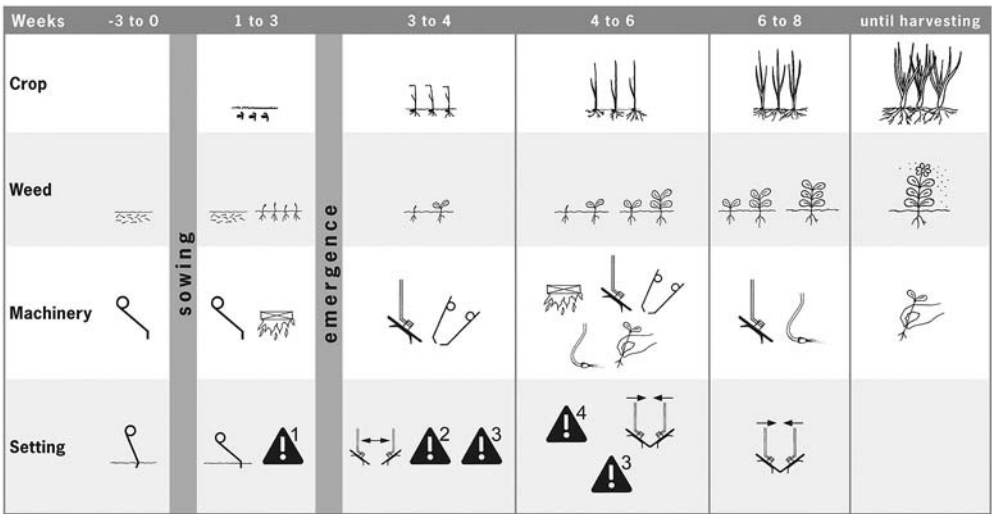 Weeks -3 to 0 1 to 3 3 to 4 4 to 6 6 to 8 until harvesting
Crop
Weed
sowing
emergence
Machinery
Setting
1
2
3
4
3